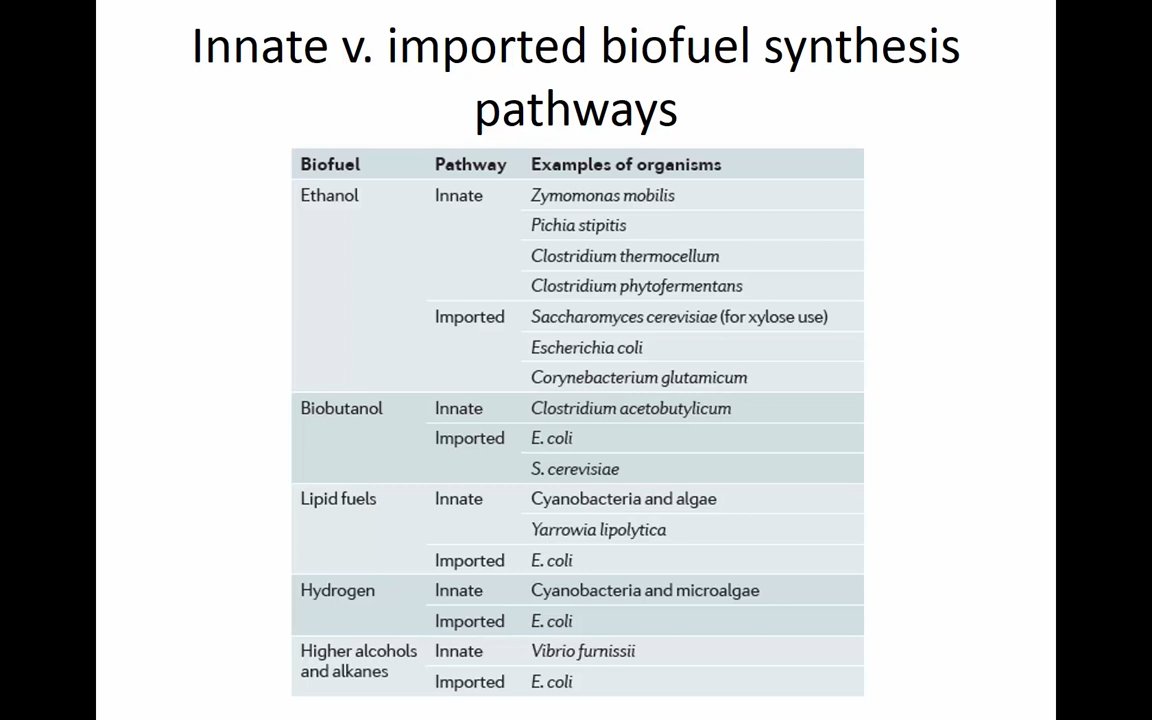 Innate v. imported biofuel synthesis
pathways
Biofuel Pathway Examples of organisms
Ethanol Innate Zymomonas mobilis
Pichia stipitis
Clostridium thermocellum
Clostridium phytofermentans
Imported Saccharomyces cerevisiae (for xylose use)
Escherichia coli
Corynebacterium glutamicum
Biobutanol Innate Clostridium acetobutylicum
Imported E. coli
S. cerevisiae
Lipid fuels Innate Cyanobacteria and algae
Yarrowia lipolytica
Imported E. coli
Hydrogen Innate Cyanobacteria and microalgae
Imported E. coli
Higher alcohols Innate Vibrio furnissii
and alkanes
Imported E. coli